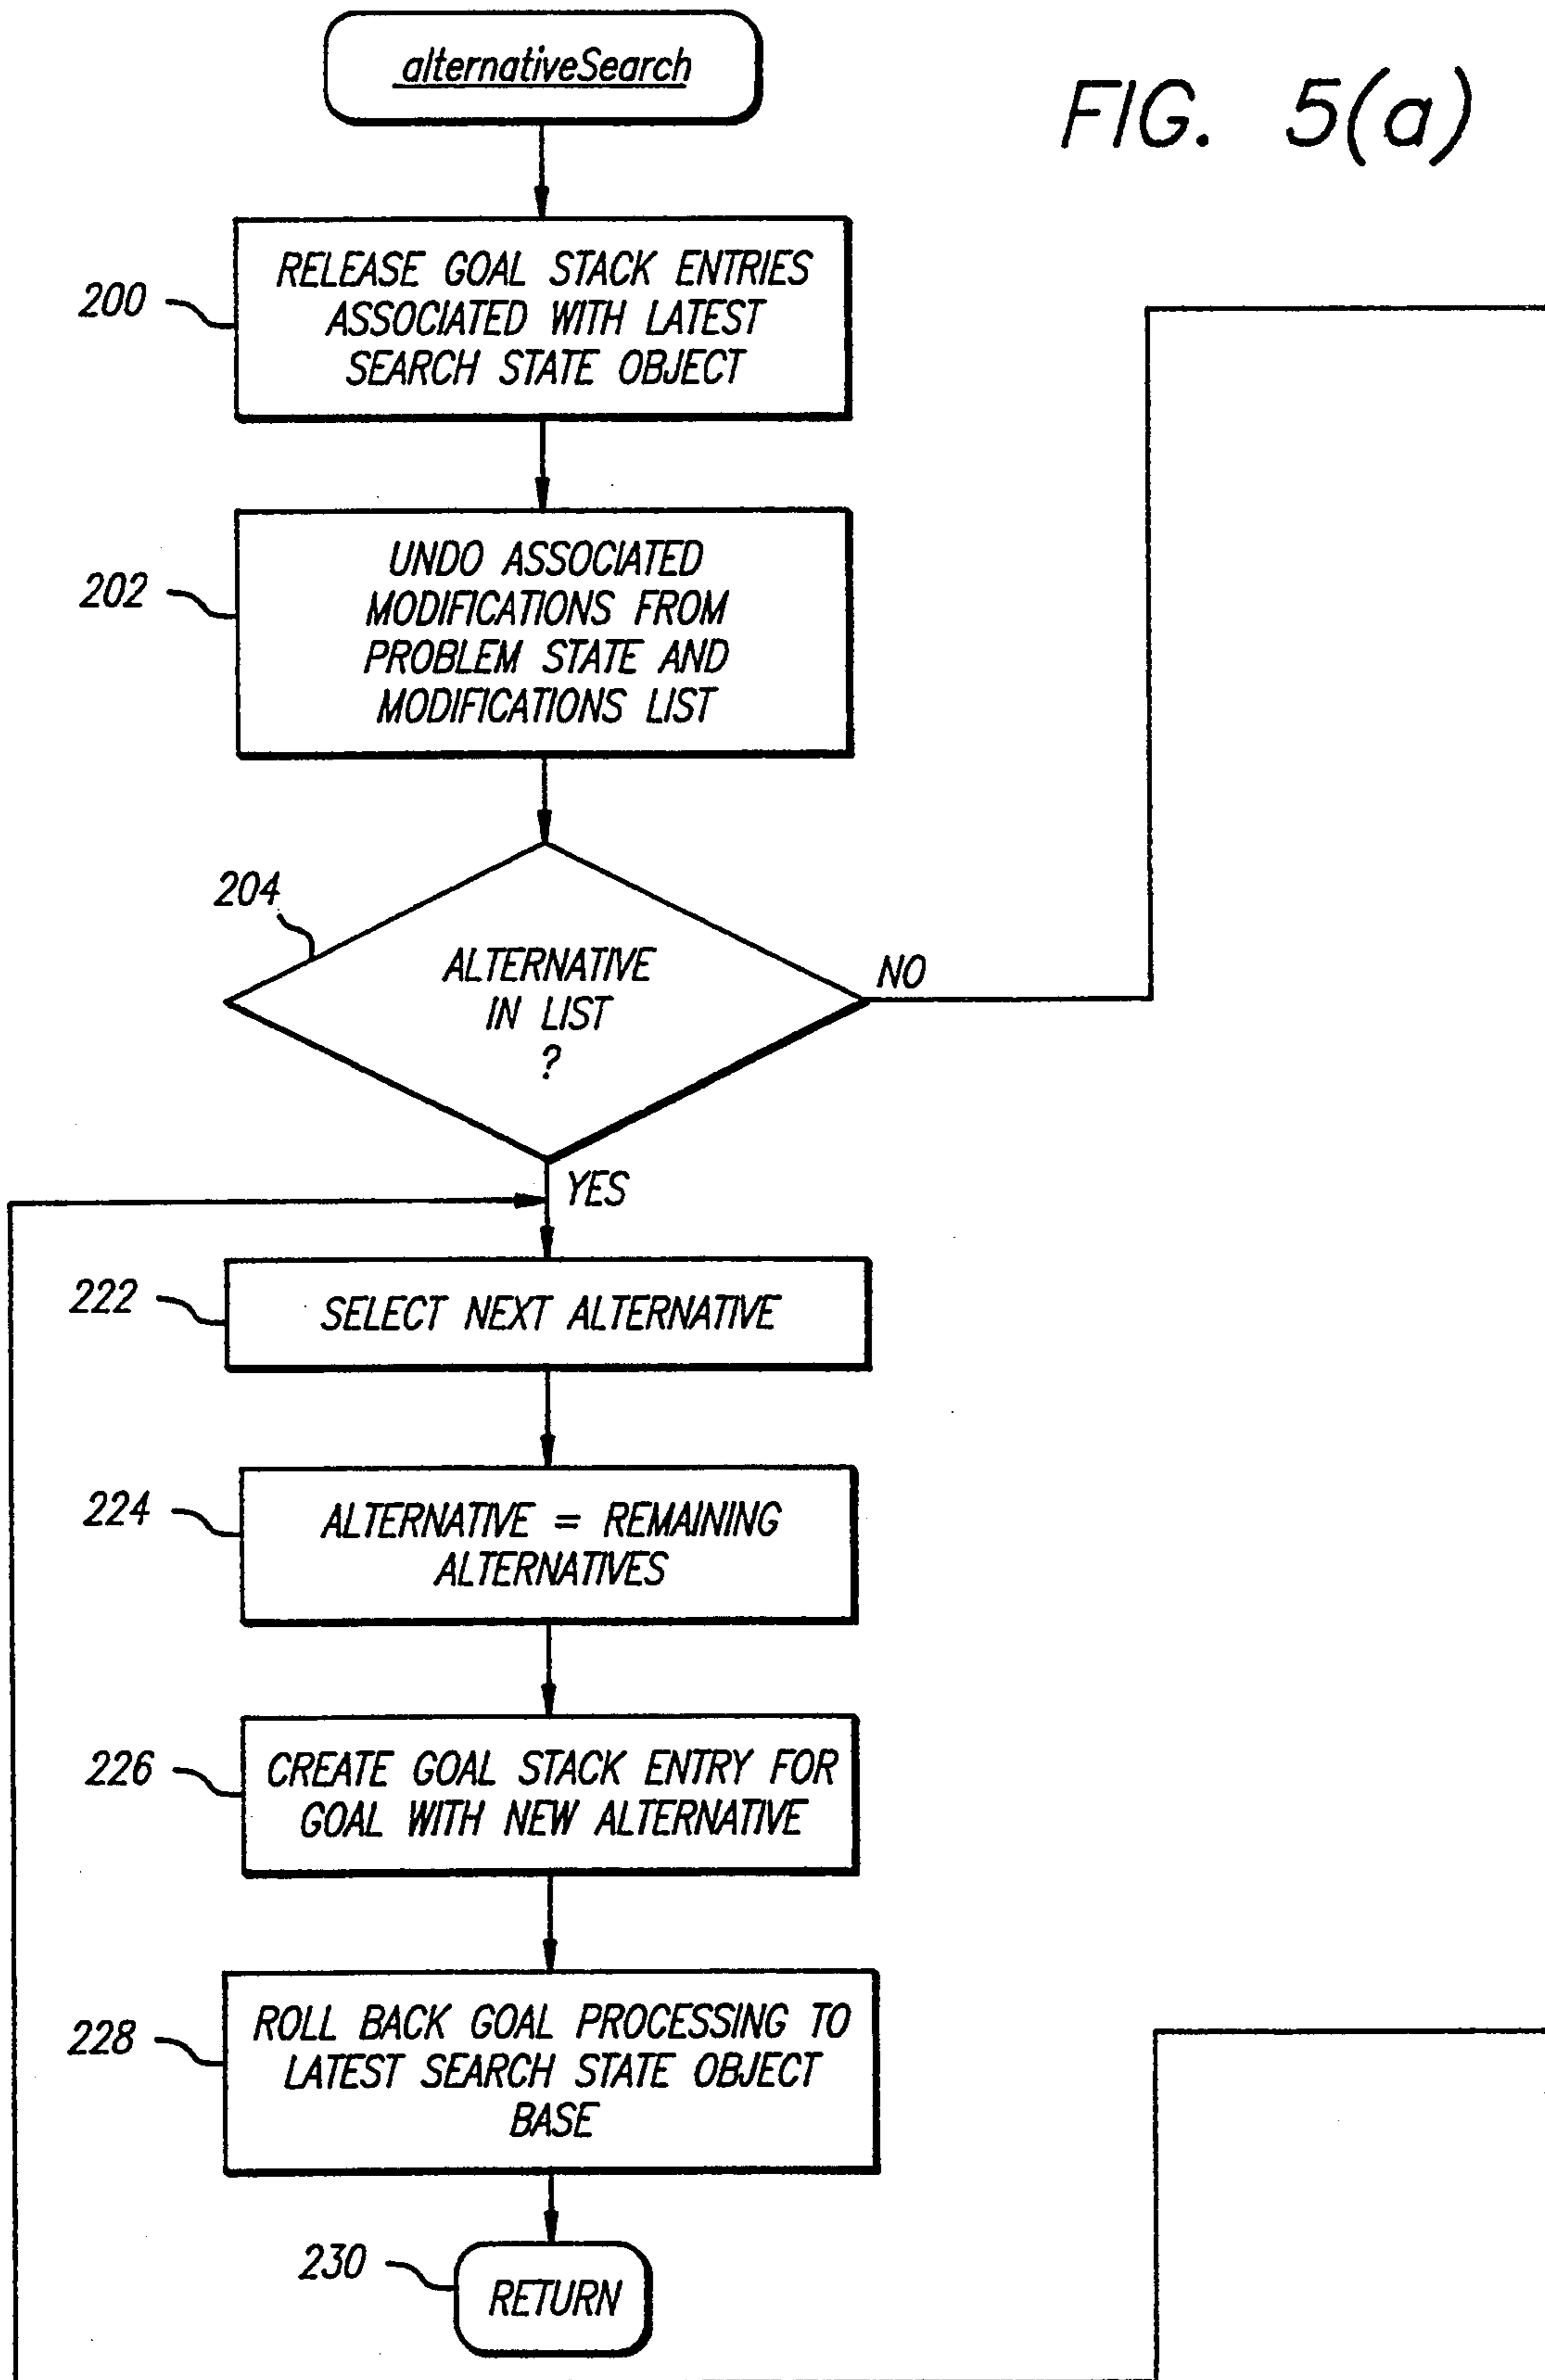 alternativeSearch
FIG. 5(a)
200
RELEASE GOAL STACK ENTRIES
ASSOCIATED WITH LATEST
SEARCH STATE OBJECT
202
UNDO ASSOCIATED
MODIFICATIONS FROM
PROBLEM STATE AND
MODIFICATIONS LIST
204
ALTERNATIVE
IN LIST
?
NO
YES
222
SELECT NEXT ALTERNATIVE
224
ALTERNATIVE = REMAINING
ALTERNATIVES
226
CREATE GOAL STACK ENTRY FOR
GOAL WITH NEW ALTERNATIVE
228
ROLL BACK GOAL PROCESSING TO
LATEST SEARCH STATE OBJECT
BASE
230
RETURN